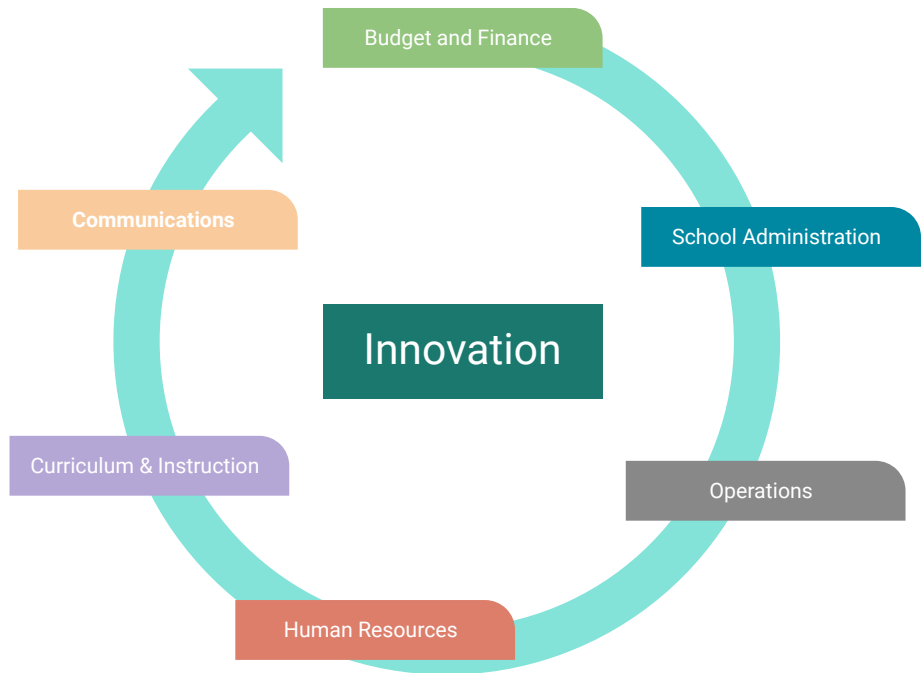 Budget and Finance
Communications
School Administration
Innovation
Curriculum & Instruction
Operations
Human Resources